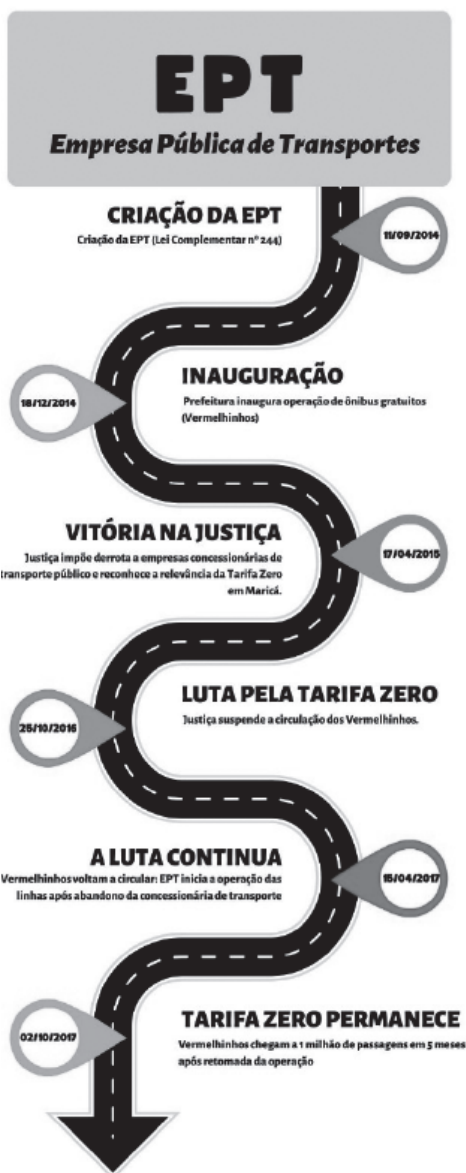 EPT
Empresa Pública de Transportes
CRIAÇÃO DA EPT
Criação da EPT (Lei Complementar nº 244)
11/09/2014
INAUGURAÇÃO
Prefeitura inaugura operação de ônibus gratuitos
(Vermelhinhos)
18/12/2014
VITÓRIA NA JUSTIÇA
Justiça impõe derrota a empresas concessionárias de
transporte público e reconhece a relevância da Tarifa Zero
em Maricá.
17/04/2015
LUTA PELA TARIFA ZERO
Justiça suspende a circulação dos Vermelhinhos.
25/10/2016
A LUTA CONTINUA
Vermelhinhos voltam a circular: EPT inicia a operação das
linhas após abandono da concessionária de transporte
15/04/2017
TARIFA ZERO PERMANECE
Vermelhinhos chegam a 1 milhão de passagens em 5 meses
após retomada da operação
02/10/2017